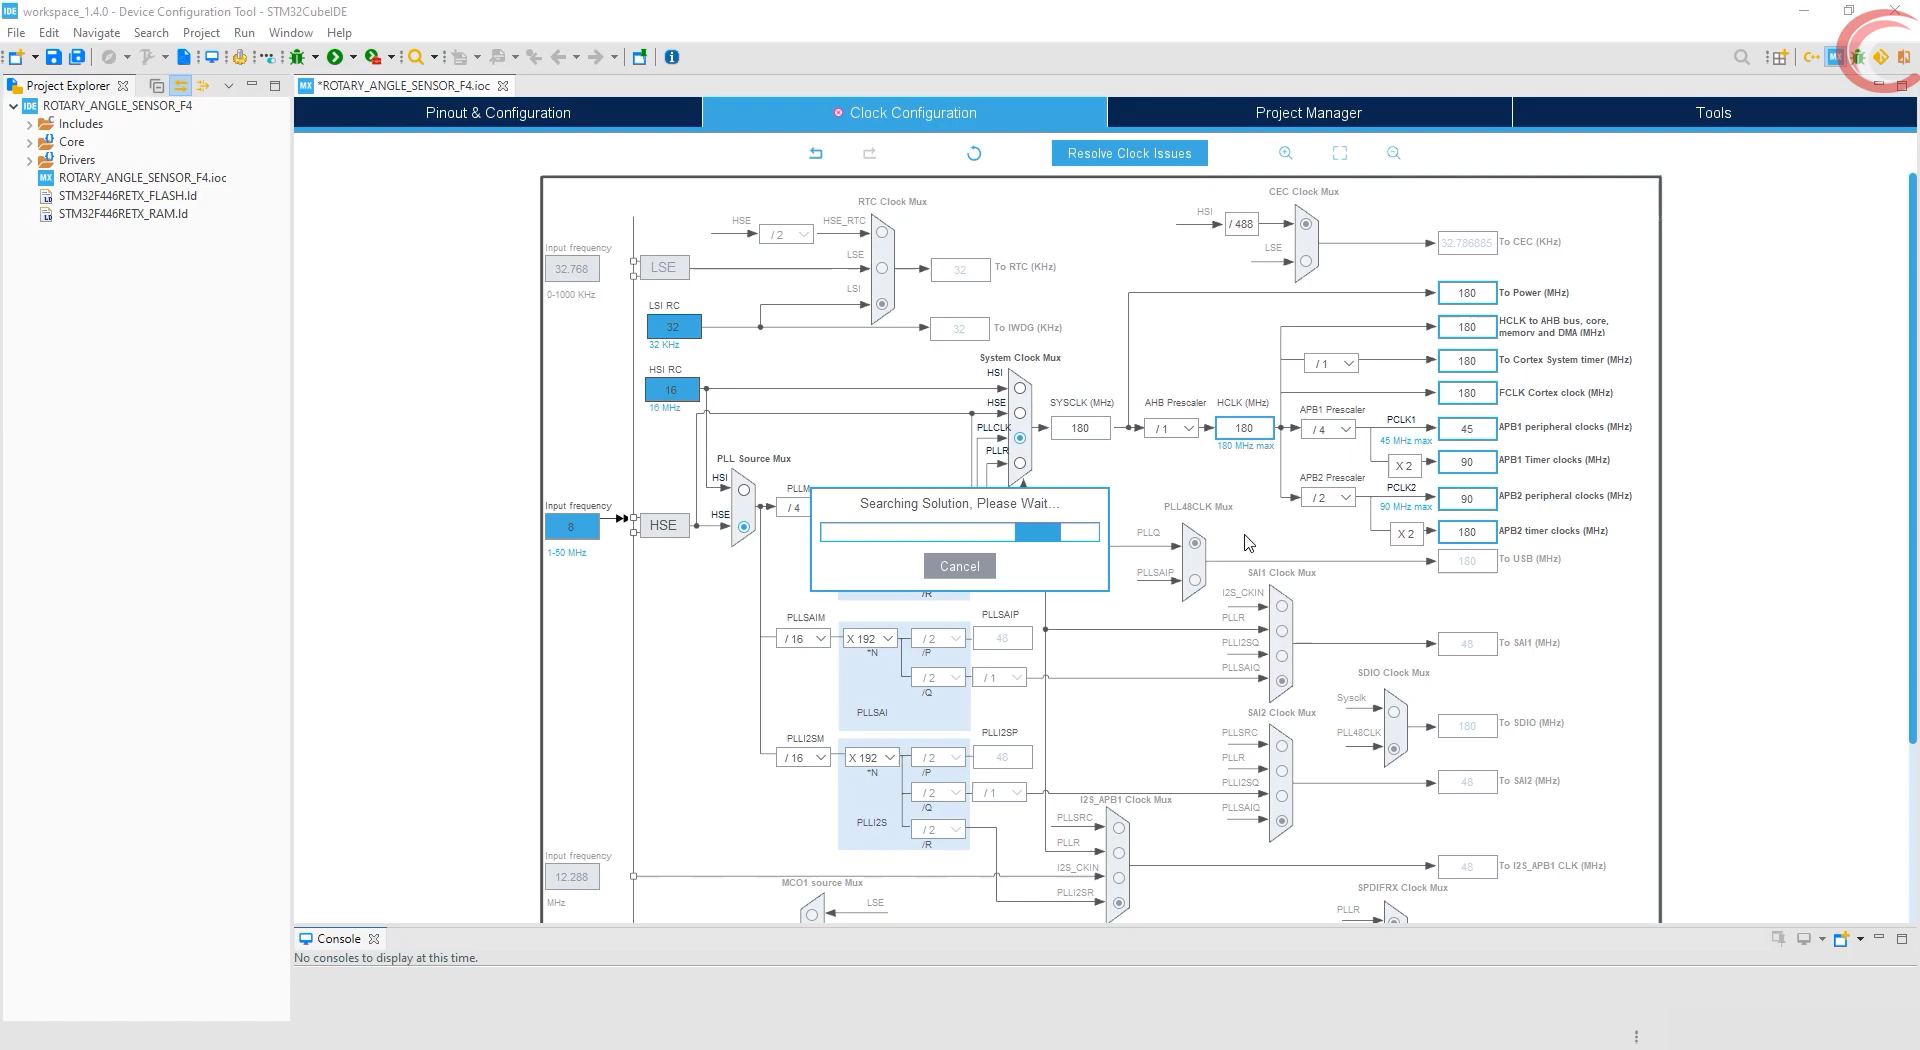 IDE workspace_1.4.0 - Device Configuration Tool - STM32CubeIDE
File Edit Navigate Search Project Run Window Help
Project Explorer
MX *ROTARY_ANGLE_SENSOR_F4.ioc
IDE ROTARY_ANGLE_SENSOR_F4
Includes
Core
Drivers
MX ROTARY_ANGLE_SENSOR_F4.ioc
STM32F446RETX_FLASH.ld
STM32F446RETX_RAM.ld
Pinout & Configuration
Clock Configuration
Project Manager
Tools
Resolve Clock Issues
RTC Clock Mux
HSE
/ 2
HSE_RTC
LSE
LSI
Input frequency
32.768
0-1000 KHz
LSE
32
To RTC (KHz)
LSI RC
32
32 KHz
32
To IWDG (KHz)
CEC Clock Mux
HSI
/ 488
LSE
32.786885
To CEC (KHz)
HSI RC
16
16 MHz
System Clock Mux
HSI
HSE
PLLCLK
PLLR
SYSCLK (MHz)
180
AHB Prescaler
/ 1
HCLK (MHz)
180
180 MHz max
180
To Power (MHz)
180
HCLK to AHB bus, core,
memory and DMA (MHz)
/ 1
180
To Cortex System timer (MHz)
180
FCLK Cortex clock (MHz)
APB1 Prescaler
/ 4
PCLK1
45 MHz max
45
APB1 peripheral clocks (MHz)
X 2
90
APB1 Timer clocks (MHz)
APB2 Prescaler
/ 2
PCLK2
90 MHz max
90
APB2 peripheral clocks (MHz)
X 2
180
APB2 timer clocks (MHz)
PLL Source Mux
HSI
HSE
PLLM
/ 4
Input frequency
8
1-50 MHz
HSE
Searching Solution, Please Wait...
Cancel
/R
PLL48CLK Mux
PLLQ
PLLSAIP
180
To USB (MHz)
PLLSAIM
/ 16
X 192
*N
/ 2
/P
/ 2
/Q
PLLSAI
PLLSAIP
48
/ 1
SAI1 Clock Mux
I2S_CKIN
PLLR
PLLI2SQ
PLLSAIQ
48
To SAI1 (MHz)
SDIO Clock Mux
Sysclk
PLL48CLK
180
To SDIO (MHz)
PLLI2SM
/ 16
X 192
*N
/ 2
/P
/ 2
/Q
/ 2
/R
PLLI2S
PLLI2SP
48
/ 1
SAI2 Clock Mux
PLLSRC
PLLR
PLLI2SQ
PLLSAIQ
48
To SAI2 (MHz)
I2S_APB1 Clock Mux
PLLSRC
PLLR
I2S_CKIN
PLLI2SR
48
To I2S_APB1 CLK (MHz)
Input frequency
12.288
MHz
MCO1 source Mux
LSE
SPDIFRX Clock Mux
PLLR
Console
No consoles to display at this time.